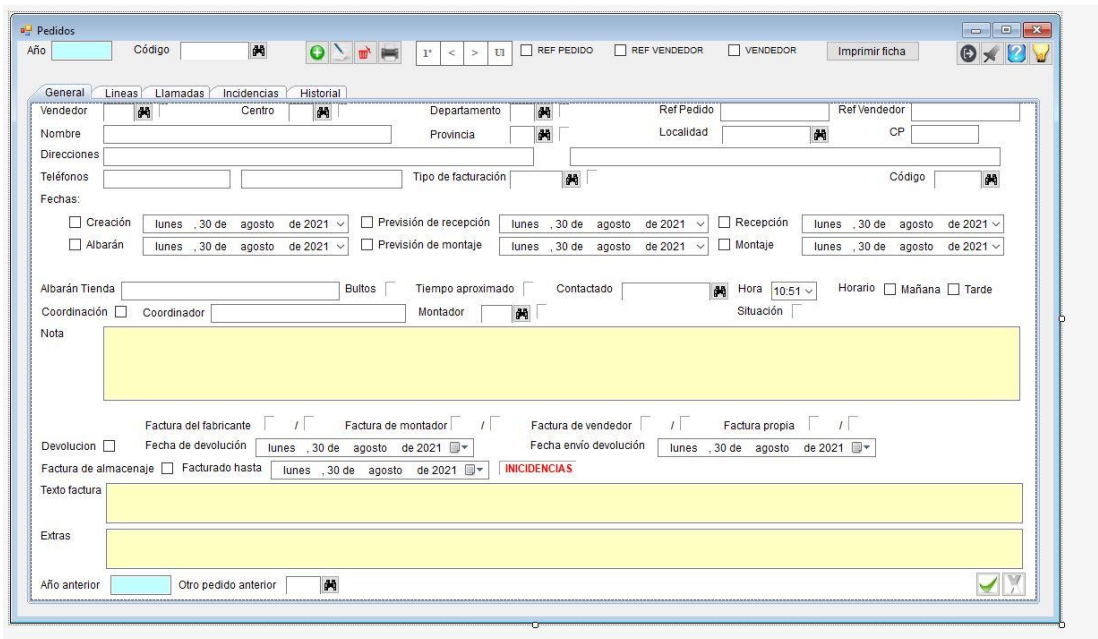 Pedidos
Año Código 1º < > Ul REF PEDIDO REF VENDEDOR VENDEDOR Imprimir ficha
General Lineas Llamadas Incidencias Historial
Vendedor Centro Departamento Ref Pedido Ref Vendedor
Nombre Provincia Localidad CP
Direcciones
Teléfonos Tipo de facturación Código
Fechas:
Creación lunes , 30 de agosto de 2021 Previsión de recepción lunes , 30 de agosto de 2021 Recepción lunes , 30 de agosto de 2021
Albarán lunes , 30 de agosto de 2021 Previsión de montaje lunes , 30 de agosto de 2021 Montaje lunes , 30 de agosto de 2021
Albarán Tienda Bultos Tiempo aproximado Contactado Hora 10:51 Horario Mañana Tarde
Coordinación Coordinador Montador Situación
Nota
Factura del fabricante / Factura de montador / Factura de vendedor / Factura propia /
Devolucion Fecha de devolución lunes , 30 de agosto de 2021 Fecha envío devolución lunes , 30 de agosto de 2021
Factura de almacenaje Facturado hasta lunes , 30 de agosto de 2021 INICIDENCIAS
Texto factura
Extras
Año anterior Otro pedido anterior